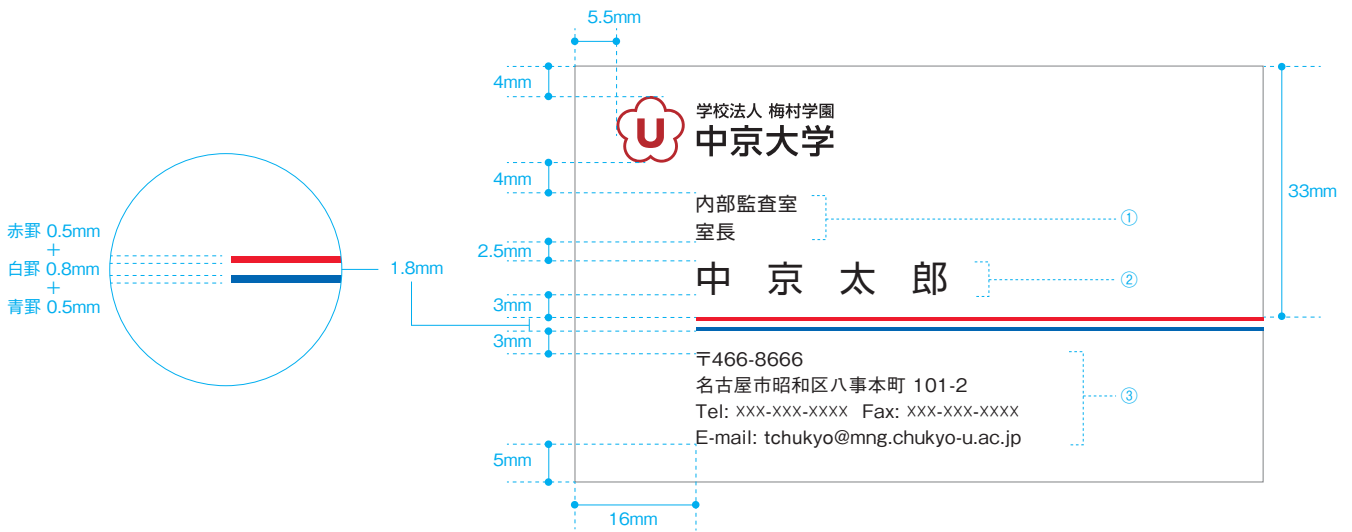 5.5mm
4mm
学校法人 梅村学園
U
中京大学
4mm
33mm
内部監査室
室長
①
赤罫 0.5mm
+
白罫 0.8mm
+
青罫 0.5mm
1.8mm
2.5mm
中 京 太 郎
②
3mm
3mm
〒466-8666
名古屋市昭和区八事本町 101-2
Tel: xxx-xxx-xxxx Fax: xxx-xxx-xxxx
E-mail: tchukyo@mng.chukyo-u.ac.jp
③
5mm
16mm